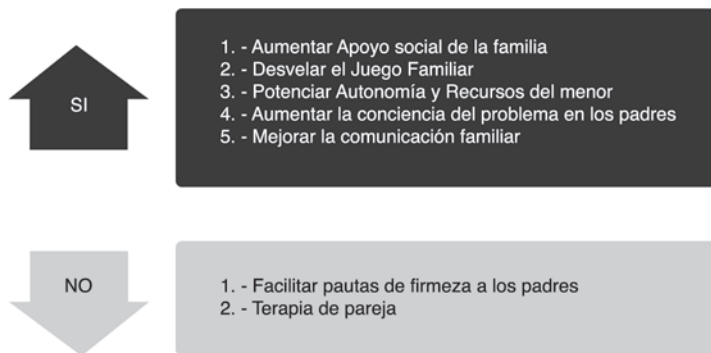 SI
1. - Aumentar Apoyo social de la familia
2. - Desvelar el Juego Familiar
3. - Potenciar Autonomía y Recursos del menor
4. - Aumentar la conciencia del problema en los padres
5. - Mejorar la comunicación familiar
NO
1. - Facilitar pautas de firmeza a los padres
2. - Terapia de pareja